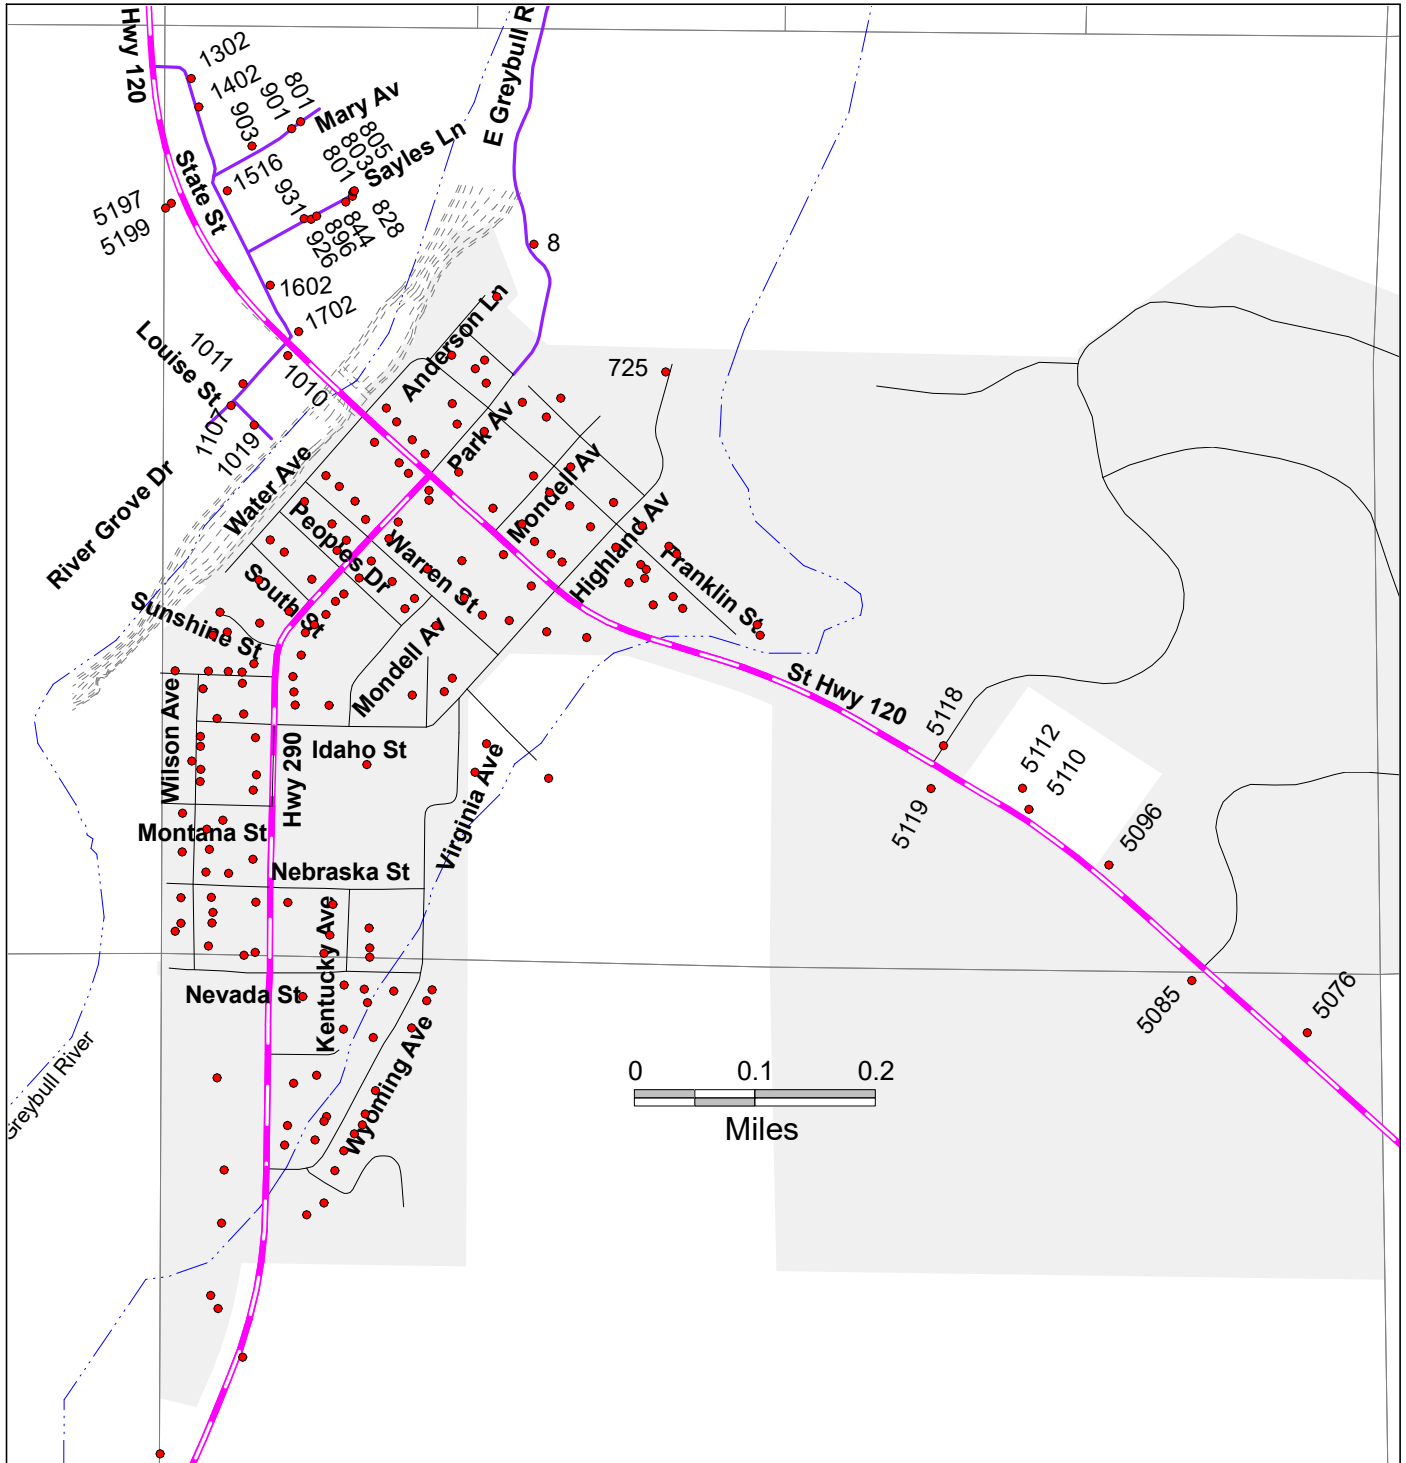 Hwy 120
1302
1402
903
901
801
Mary Av
E Greybull R
State St
1516
931
801
803
805
Sayles Ln
5197
5199
926
896
844
828
8
1602
1702
Louise St
1011
1010
1107
1019
Anderson Ln
725
Park Av
Water Ave
River Grove Dr
Mondell Av
Peoples Dr
Warren St
Highland Av
Franklin St
South St
Sunshine St
Mondell Av
St Hwy 120
Wilson Ave
Idaho St
Hwy 290
Virginia Ave
5118
5112
5110
5119
5096
Montana St
Nebraska St
Kentucky Ave
Nevada St
5085
5076
Wyoming Ave
Greybull River
0 0.1 0.2
Miles